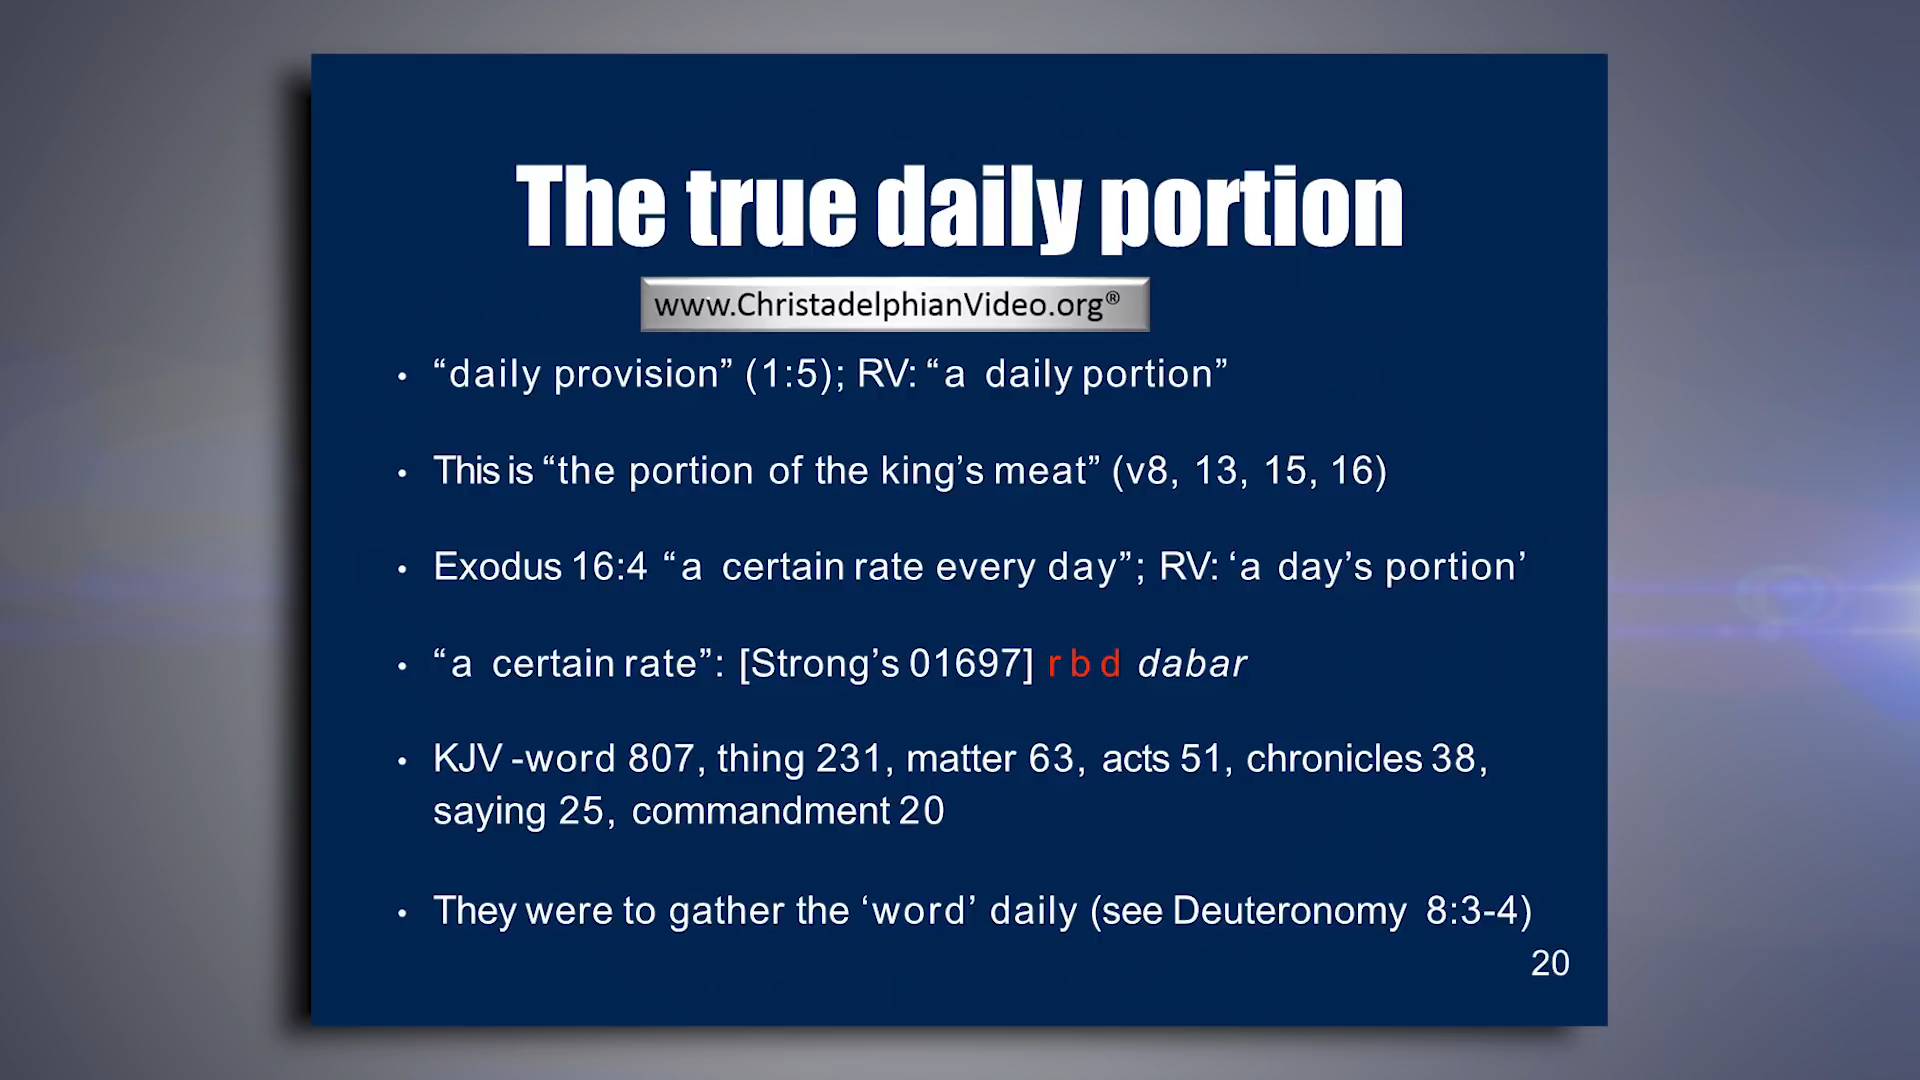 The true daily portion
www.ChristadelphianVideo.org®
• “daily provision” (1:5); RV: “a daily portion”
• This is “the portion of the king’s meat” (v8, 13, 15, 16)
• Exodus 16:4 “a certain rate every day”; RV: ‘a day’s portion’
• “a certain rate”: [Strong’s 01697] r b d dabar
• KJV -word 807, thing 231, matter 63, acts 51, chronicles 38,
saying 25, commandment 20
• They were to gather the ‘word’ daily (see Deuteronomy 8:3-4)
20